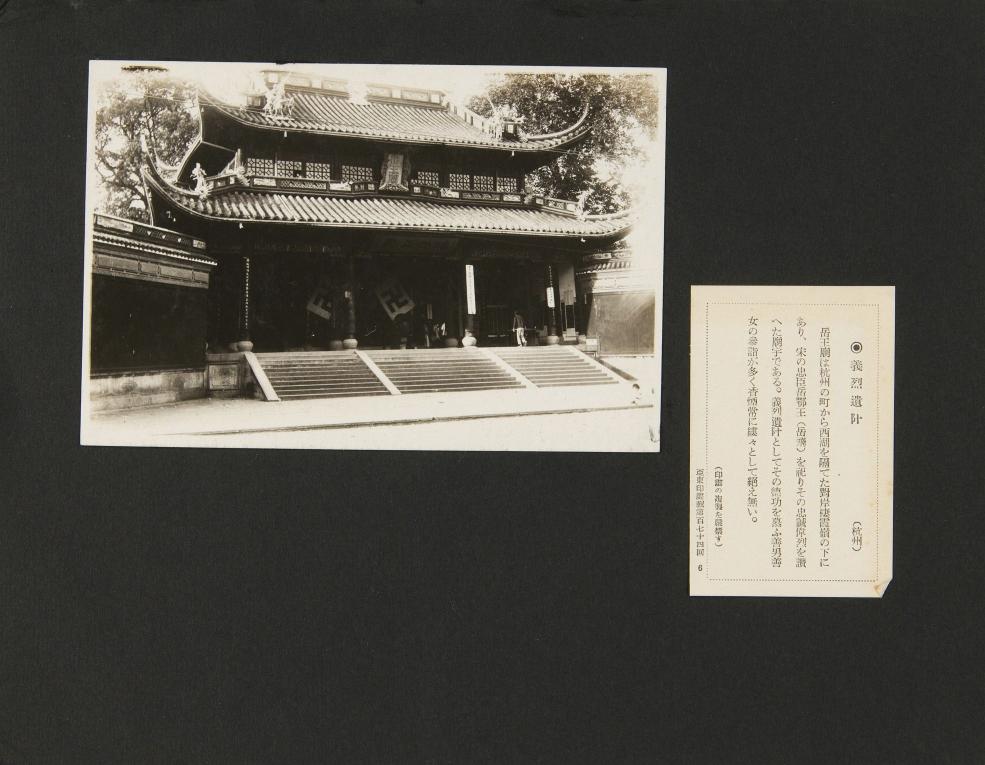 ◉義烈遺阡 (杭州)
岳王廟は杭州の町から西湖を隔てた對岸棲霞嶺の下に
あり、宋の忠臣岳鄂王(岳飛)を祀りその忠誠偉烈を讚
へた廟宇である。義烈遺阡としてその德功を慕ふ善男善
女の參詣が多く香煙常に縷々として絕え無い。
(印畫の複製を嚴禁す)
亞東印畫輯第百七十四回 6